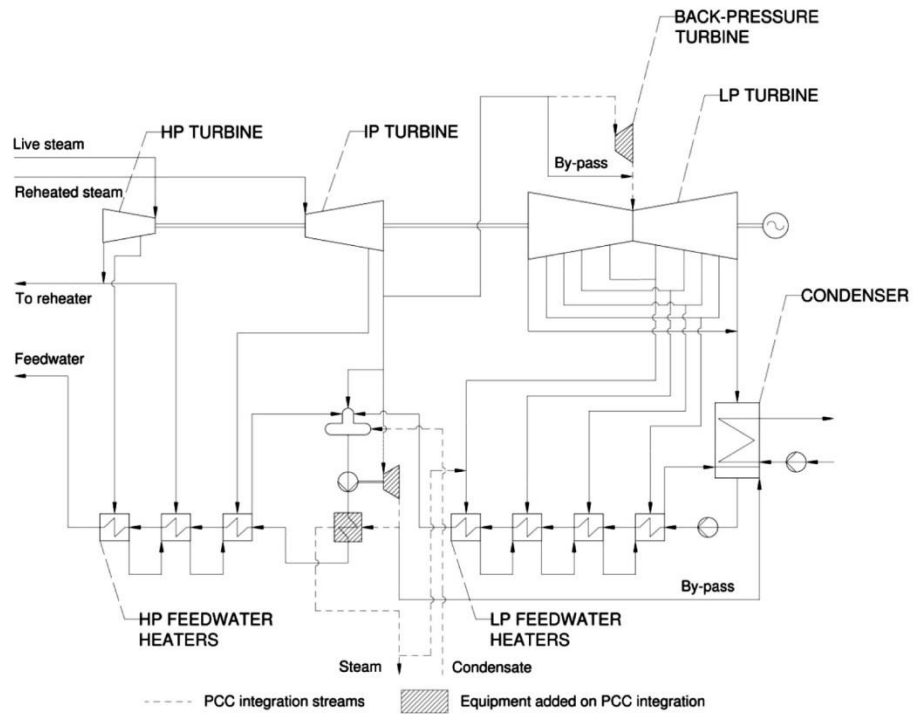 BACK-PRESSURE
TURBINE
HP TURBINE
IP TURBINE
LP TURBINE
Live steam
By-pass
Reheated steam
To reheater
CONDENSER
Feedwater
By-pass
HP FEEDWATER
HEATERS
LP FEEDWATER
HEATERS
Steam
Condensate
PCC integration streams
Equipment added on PCC integration